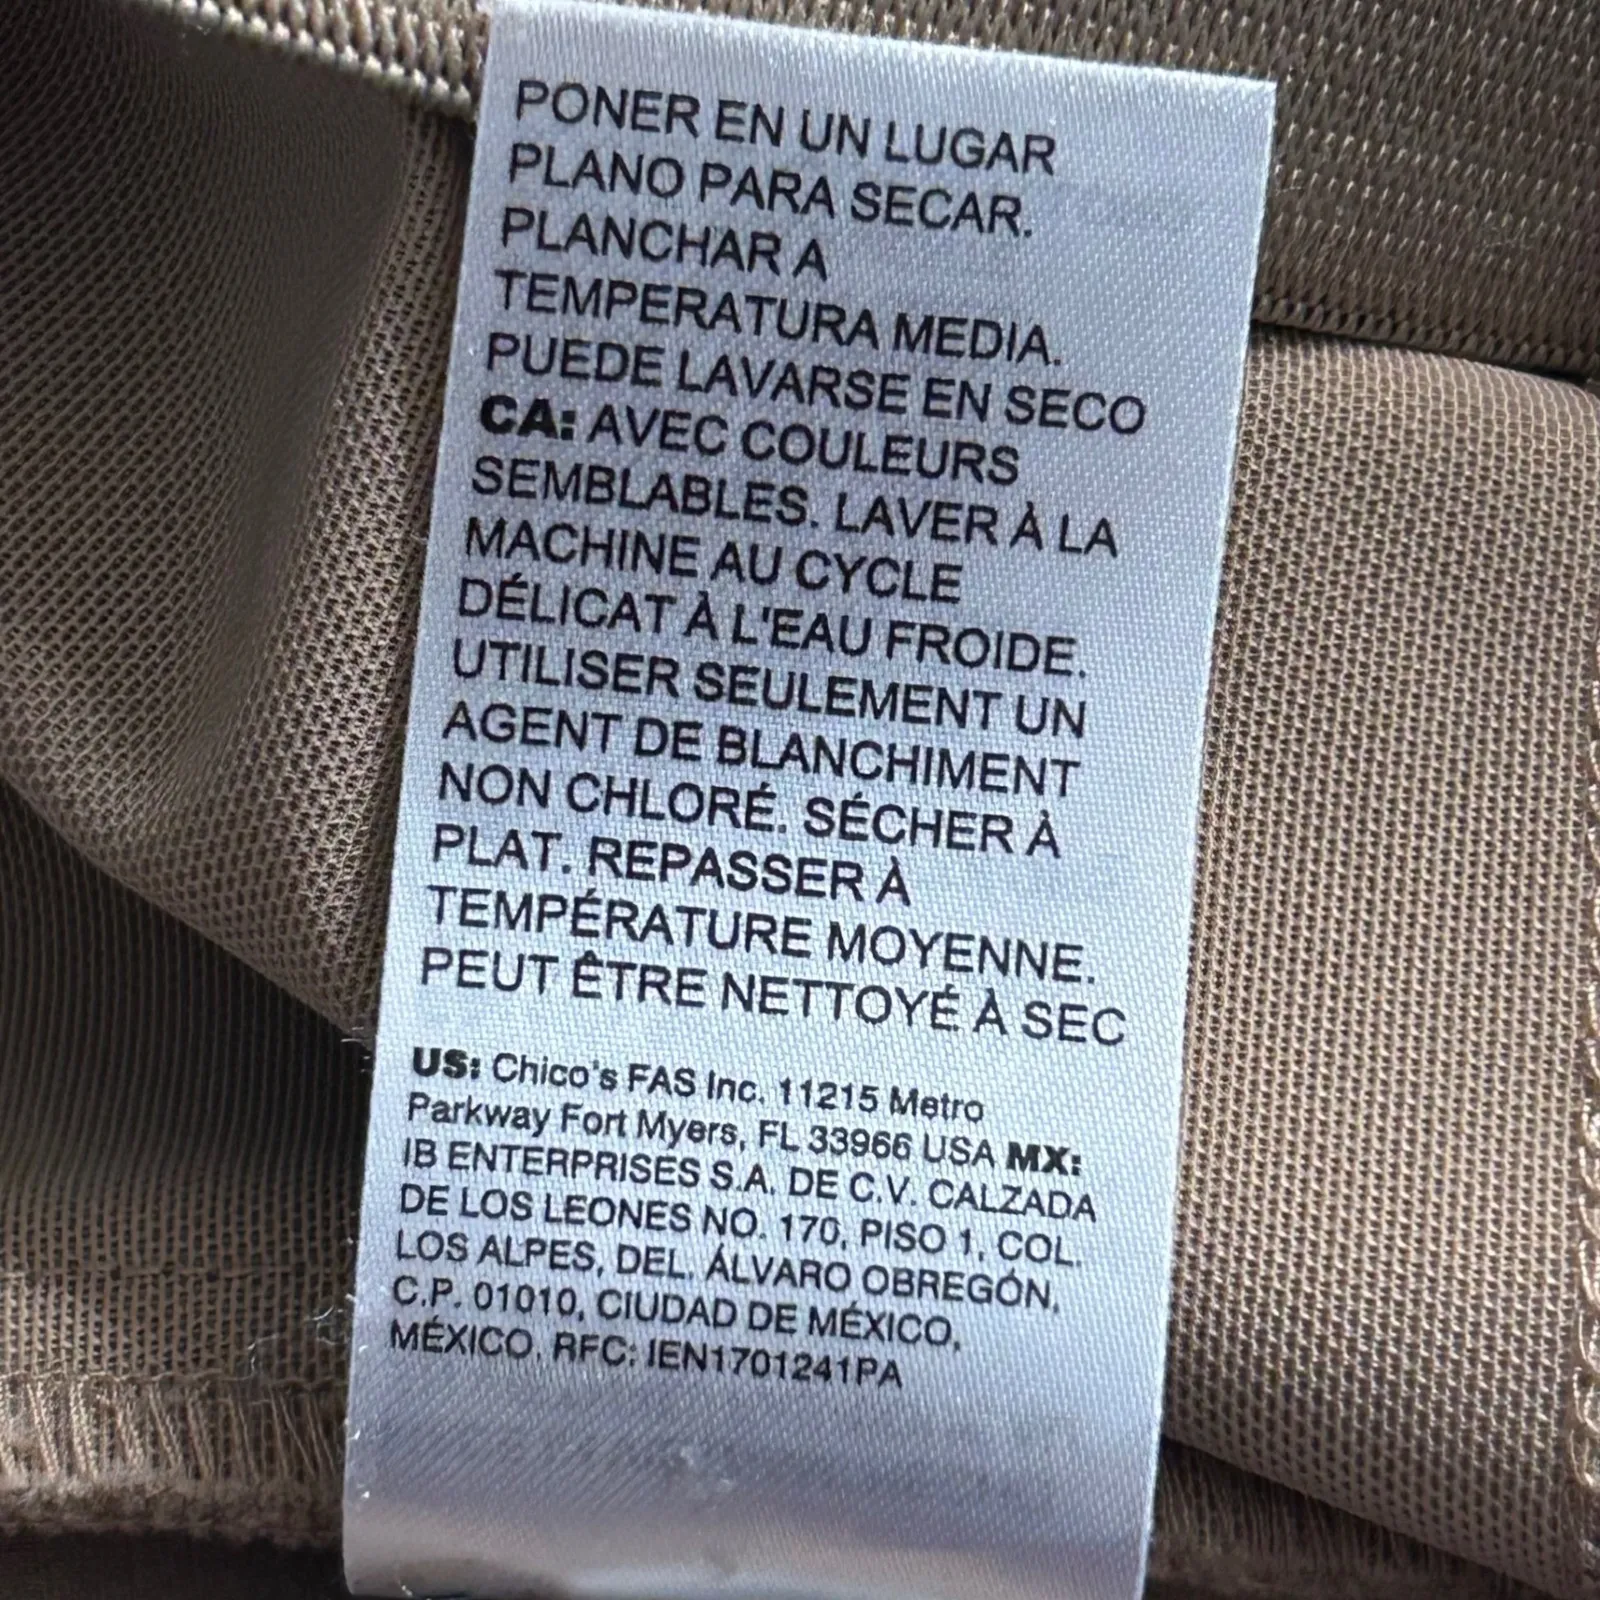 PONER EN UN LUGAR
PLANO PARA SECAR.
PLANCHAR A
TEMPERATURA MEDIA.
PUEDE LAVARSE EN SECO
CA: AVEC COULEURS
SEMBLABLES. LAVER À LA
MACHINE AU CYCLE
DÉLICAT À L'EAU FROIDE.
UTILISER SEULEMENT UN
AGENT DE BLANCHIMENT
NON CHLORÉ. SÉCHER À
PLAT. REPASSER À
TEMPÉRATURE MOYENNE.
PEUT ÊTRE NETTOYÉ À SEC
US: Chico's FAS Inc. 11215 Metro
Parkway Fort Myers, FL 33966 USA MX:
IB ENTERPRISES S.A. DE C.V. CALZADA
DE LOS LEONES NO. 170, PISO 1, COL.
LOS ALPES, DEL. ÁLVARO OBREGÓN,
C.P. 01010, CIUDAD DE MÉXICO,
MÉXICO. RFC: IEN1701241PA